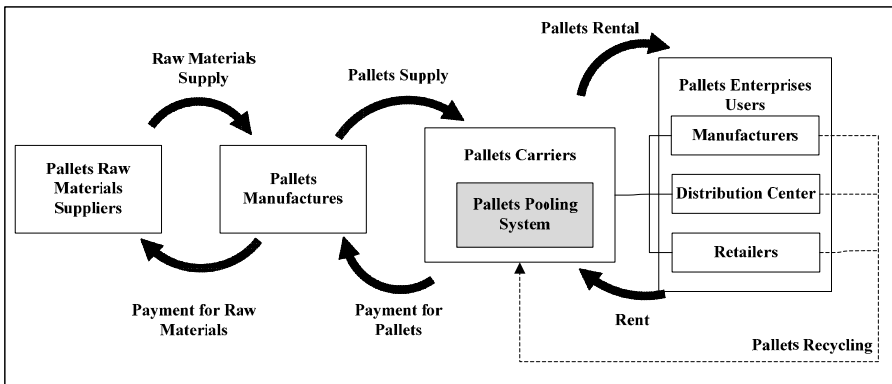 Raw Materials
Supply
Pallets Supply
Pallets Rental
Pallets Raw
Materials
Suppliers
Pallets
Manufactures
Pallets Carriers
Pallets Pooling
System
Pallets Enterprises
Users
Manufacturers
Distribution Center
Retailers
Payment for Raw
Materials
Payment for
Pallets
Rent
Pallets Recycling